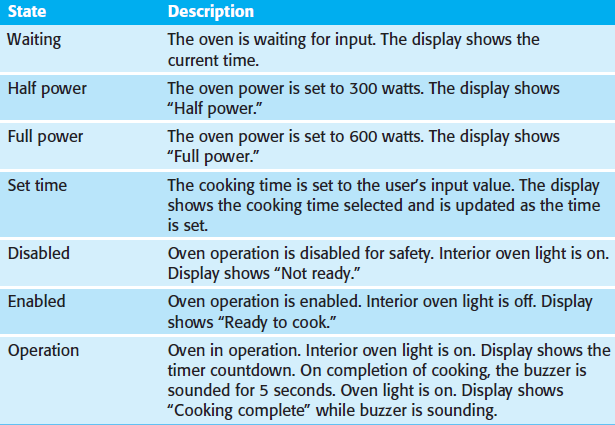 State Description
Waiting The oven is waiting for input. The display shows the
current time.
Half power The oven power is set to 300 watts. The display shows
“Half power.”
Full power The oven power is set to 600 watts. The display shows
“Full power.”
Set time The cooking time is set to the user’s input value. The display
shows the cooking time selected and is updated as the time
is set.
Disabled Oven operation is disabled for safety. Interior oven light is on.
Display shows “Not ready.”
Enabled Oven operation is enabled. Interior oven light is off. Display
shows “Ready to cook.”
Operation Oven in operation. Interior oven light is on. Display shows the
timer countdown. On completion of cooking, the buzzer is
sounded for 5 seconds. Oven light is on. Display shows
“Cooking complete” while buzzer is sounding.